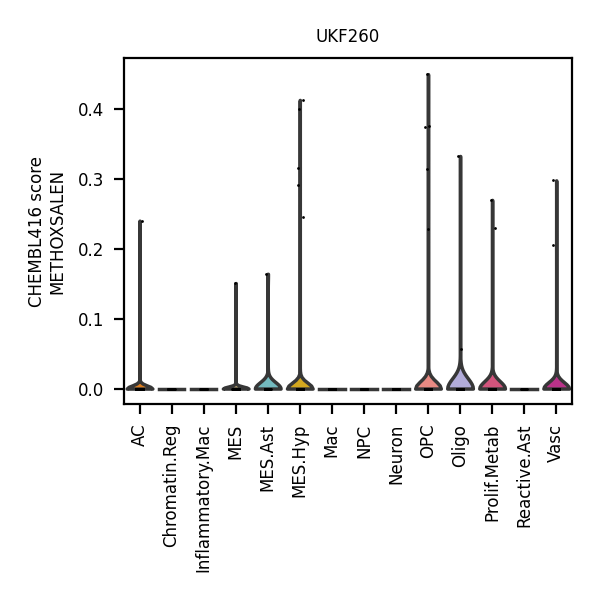 UKF260
CHEMBL416 score
METHOXSALEN
0.4
0.3
0.2
0.1
0.0
AC
Chromatin.Reg
Inflammatory.Mac
MES
MES.Ast
MES.Hyp
Mac
NPC
Neuron
OPC
Oligo
Prolif.Metab
Reactive.Ast
Vasc